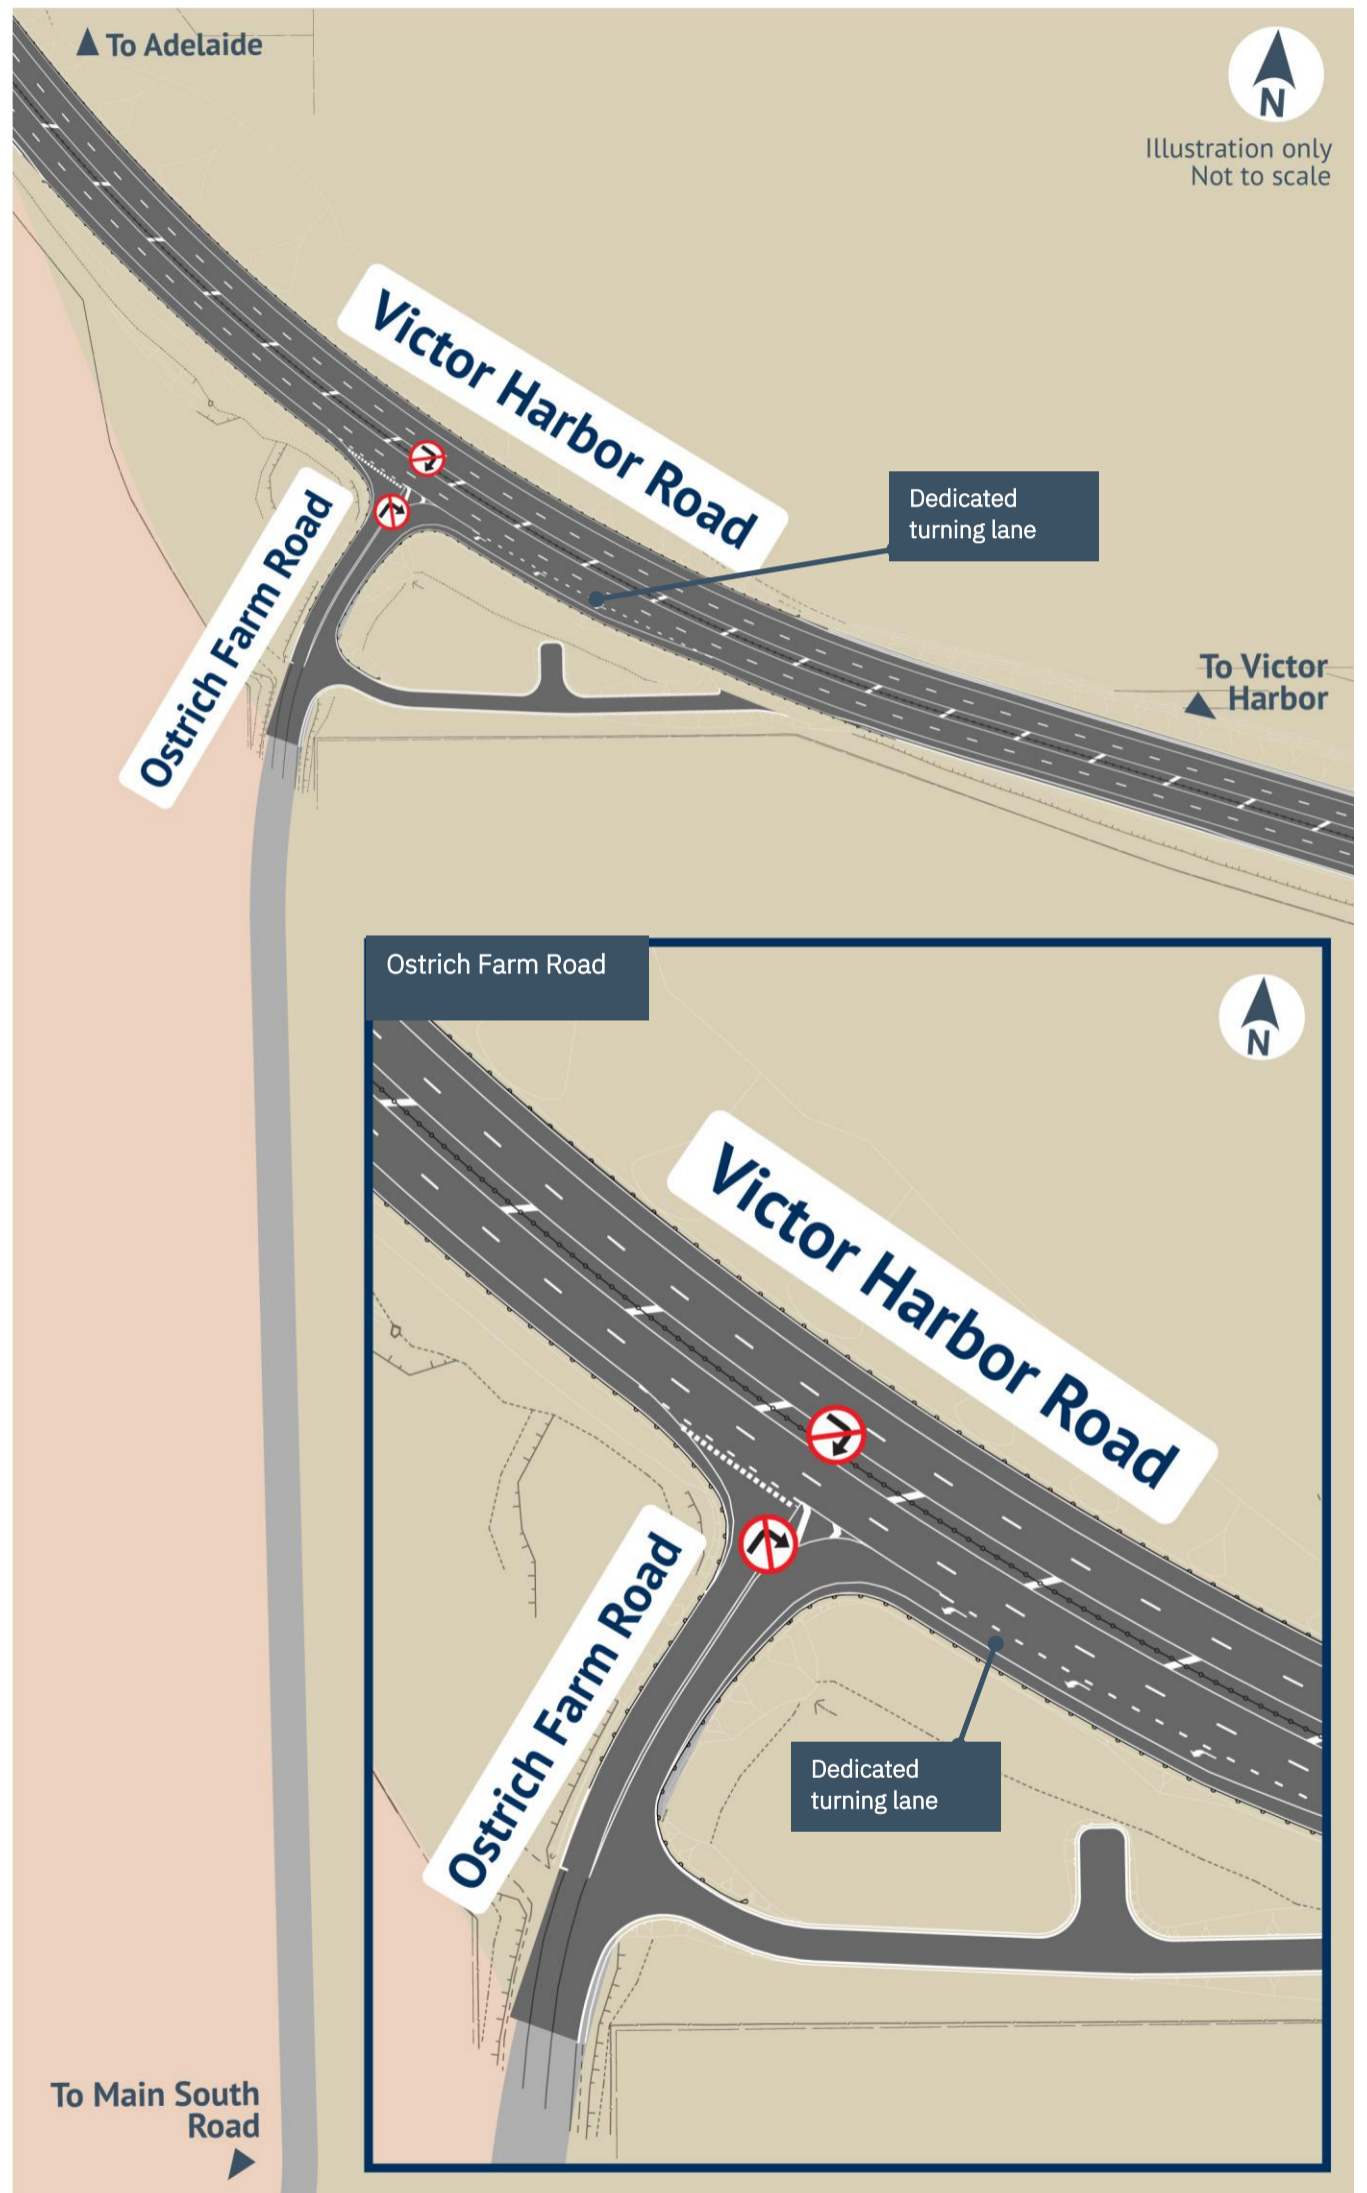 To Adelaide
N
Illustration only
Not to scale
Victor Harbor Road
Dedicated
turning lane
Ostrich Farm Road
To Victor
Harbor
Ostrich Farm Road
N
Victor Harbor Road
Ostrich Farm Road
Dedicated
turning lane
To Main South
Road